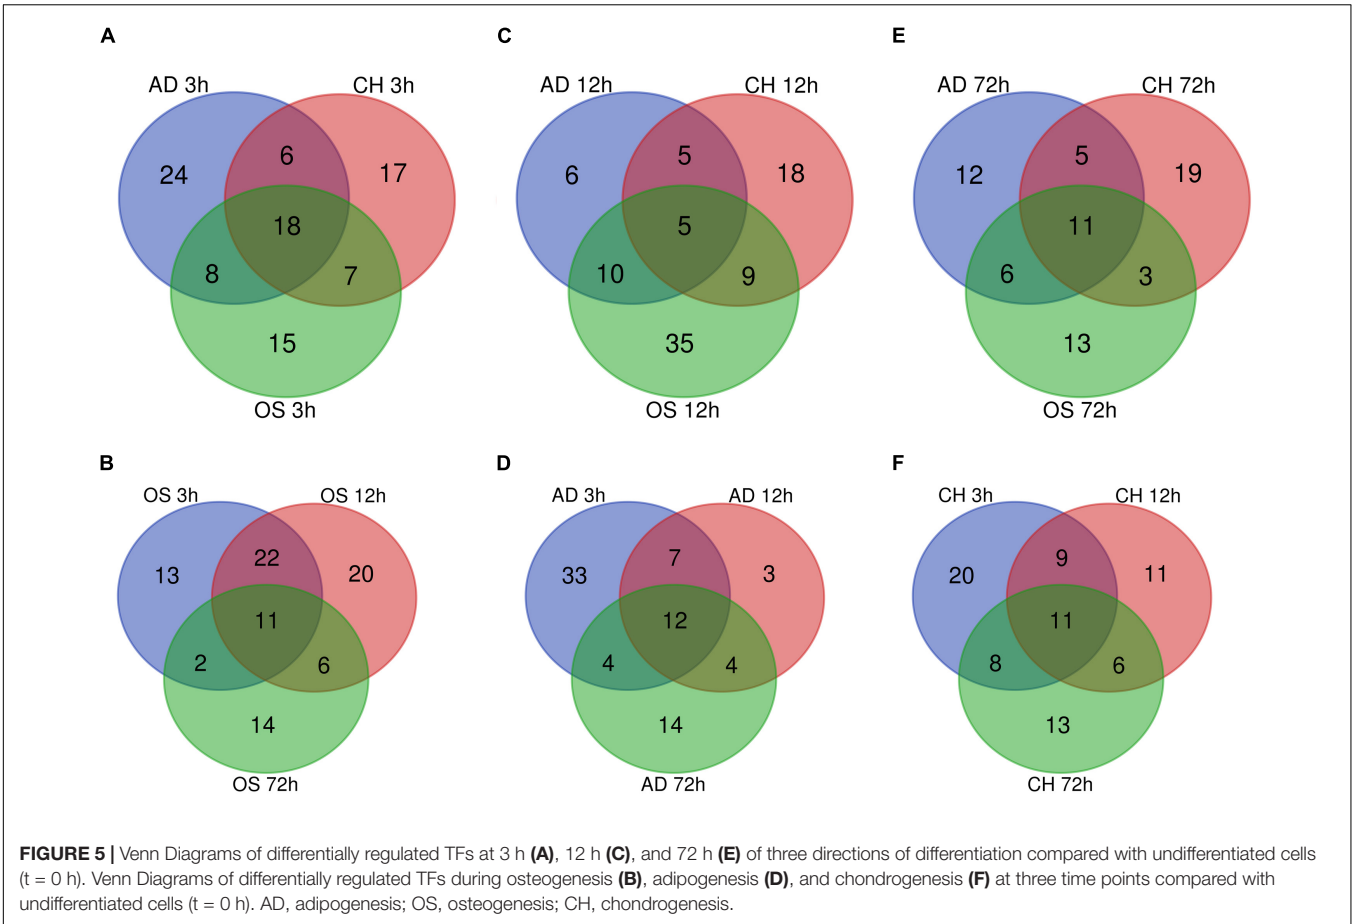 A
AD 3h
CH 3h
24
6
17
18
8
7
15
OS 3h
C
AD 12h
CH 12h
6
5
18
5
10
9
35
OS 12h
E
AD 72h
CH 72h
12
5
19
11
6
3
13
OS 72h
B
OS 3h
OS 12h
13
22
20
11
2
6
14
OS 72h
D
AD 3h
AD 12h
33
7
3
12
4
4
14
AD 72h
F
CH 3h
CH 12h
20
9
11
11
8
6
13
CH 72h
FIGURE 5 | Venn Diagrams of differentially regulated TFs at 3 h (A), 12 h (C), and 72 h (E) of three directions of differentiation compared with undifferentiated cells
(t = 0 h). Venn Diagrams of differentially regulated TFs during osteogenesis (B), adipogenesis (D), and chondrogenesis (F) at three time points compared with
undifferentiated cells (t = 0 h). AD, adipogenesis; OS, osteogenesis; CH, chondrogenesis.